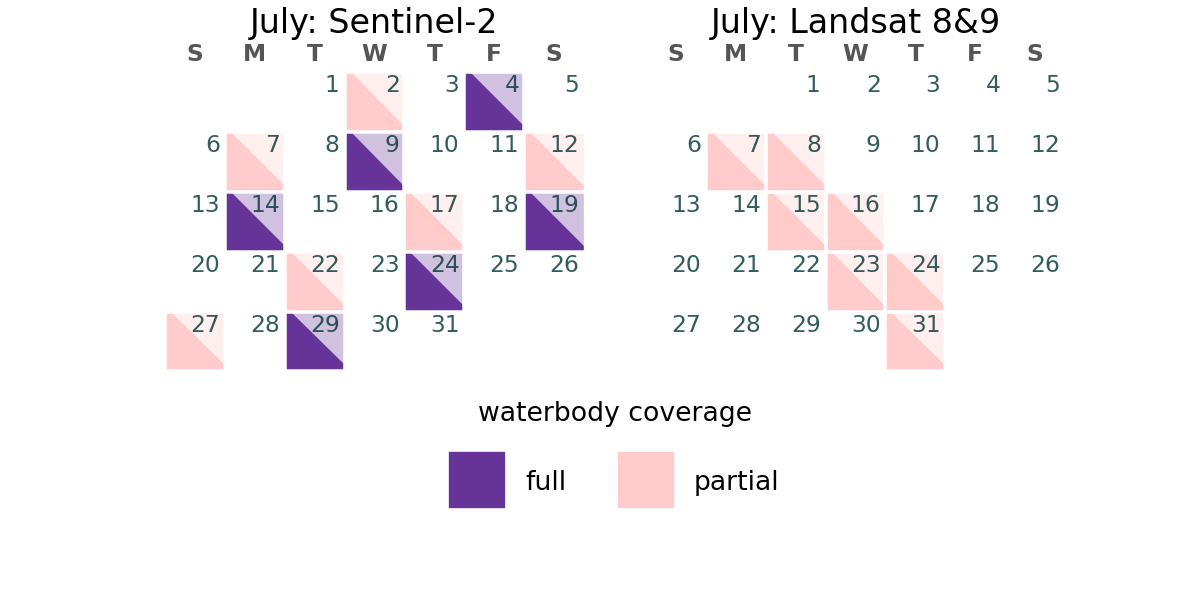 July: Sentinel-2
S M T W T F S
1 2 3 4 5
6 7 8 9 10 11 12
13 14 15 16 17 18 19
20 21 22 23 24 25 26
27 28 29 30 31
July: Landsat 8&9
S M T W T F S
1 2 3 4 5
6 7 8 9 10 11 12
13 14 15 16 17 18 19
20 21 22 23 24 25 26
27 28 29 30 31
waterbody coverage
full
partial